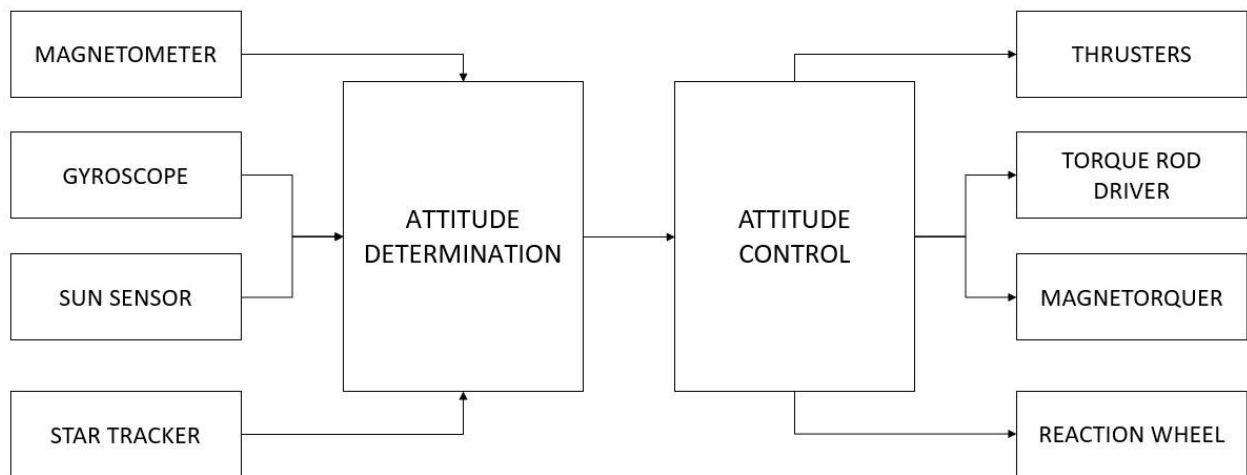 MAGNETOMETER
GYROSCOPE
SUN SENSOR
STAR TRACKER
ATTITUDE
DETERMINATION
ATTITUDE
CONTROL
THRUSTERS
TORQUE ROD
DRIVER
MAGNETORQUER
REACTION WHEEL